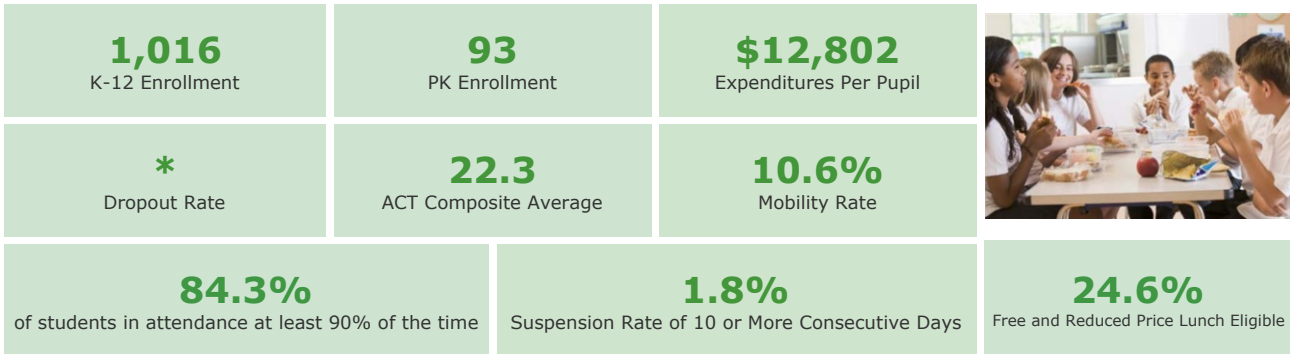 1,016
K-12 Enrollment
93
PK Enrollment
$12,802
Expenditures Per Pupil
*
Dropout Rate
22.3
ACT Composite Average
10.6%
Mobility Rate
84.3%
of students in attendance at least 90% of the time
1.8%
Suspension Rate of 10 or More Consecutive Days
24.6%
Free and Reduced Price Lunch Eligible